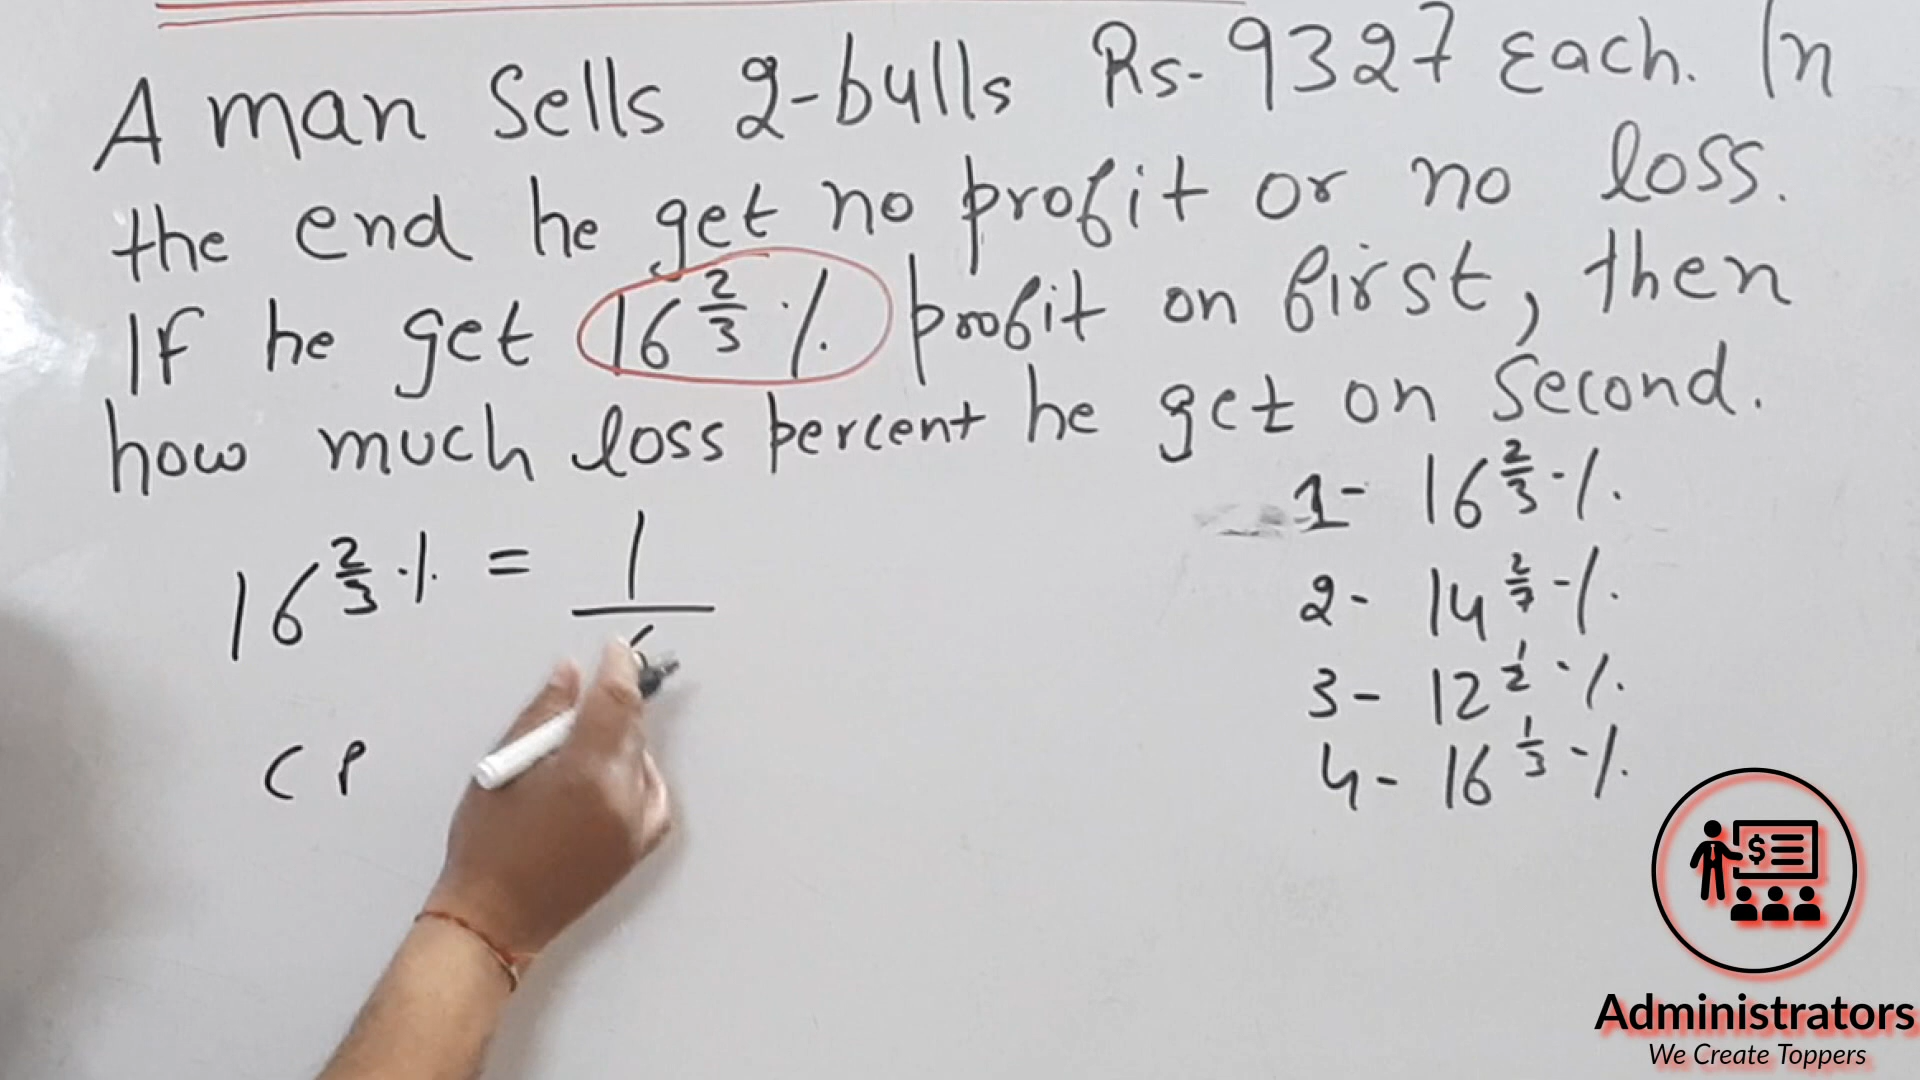 A man Sells 2-bulls Rs-9327 Each. In
the end he get no profit or no loss.
If he get 16 2/3 % profit on first, then
how much loss percent he get on Second.
1- 16 2/3 %
2- 14 2/7 %
3- 12 1/2 %
4- 16 1/3 %
16 2/3 % = 1/
CP
$
Administrators
We Create Toppers